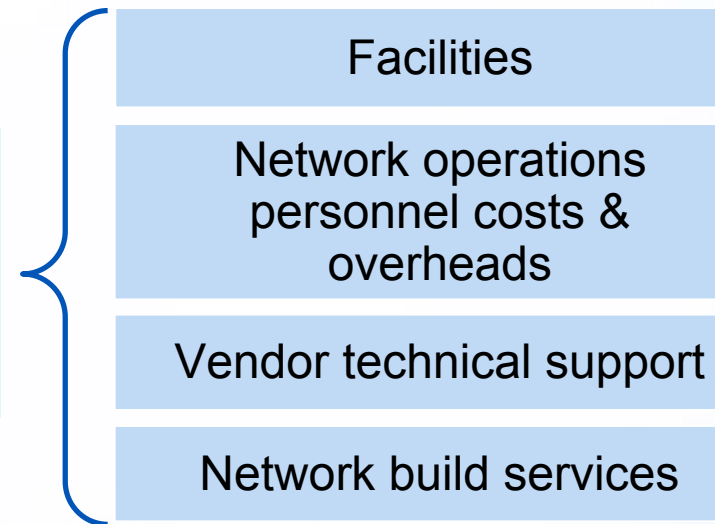 Facilities
Network operations
personnel costs &
overheads
Vendor technical support
Network build services